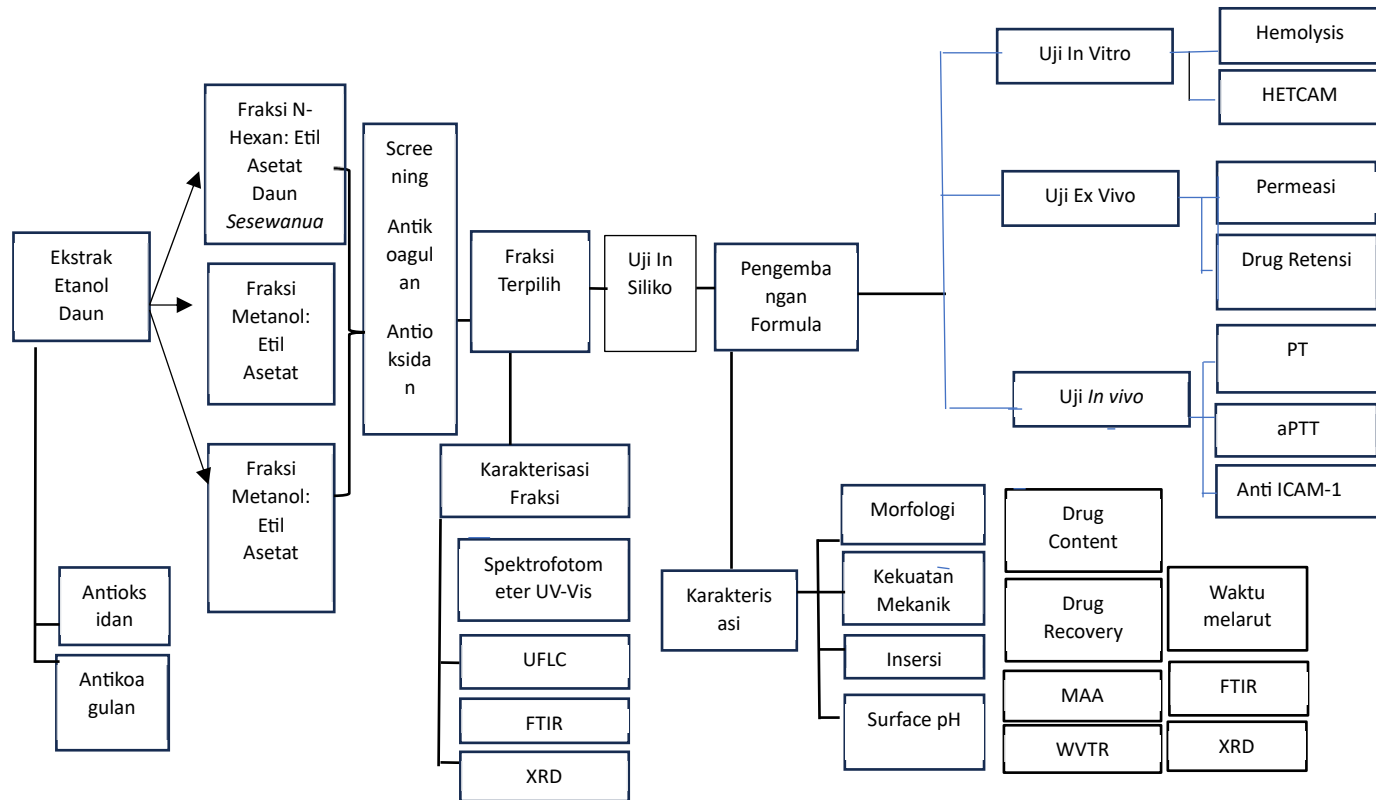 Ekstrak
Etanol
Daun
Antioks
idan
Antikoa
gulan
Fraksi N-
Hexan: Etil
Asetat
Daun
Sesewanua
Fraksi
Metanol:
Etil
Asetat
Fraksi
Metanol:
Etil
Asetat
Scree
ning
Antik
oagul
an
Antio
ksida
n
Fraksi
Terpilih
Karakterisasi
Fraksi
Spektrofotom
eter UV-Vis
UFLC
FTIR
XRD
Uji In
Siliko
Pengemba
ngan
Formula
Karakteris
asi
Morfologi
Kekuatan
Mekanik
Insersi
Surface pH
Drug
Content
Drug
Recovery
MAA
WVTR
Waktu
melarut
FTIR
XRD
Uji In Vitro
Hemolysis
HETCAM
Uji Ex Vivo
Permeasi
Drug Retensi
Uji In vivo
PT
aPTT
Anti ICAM-1